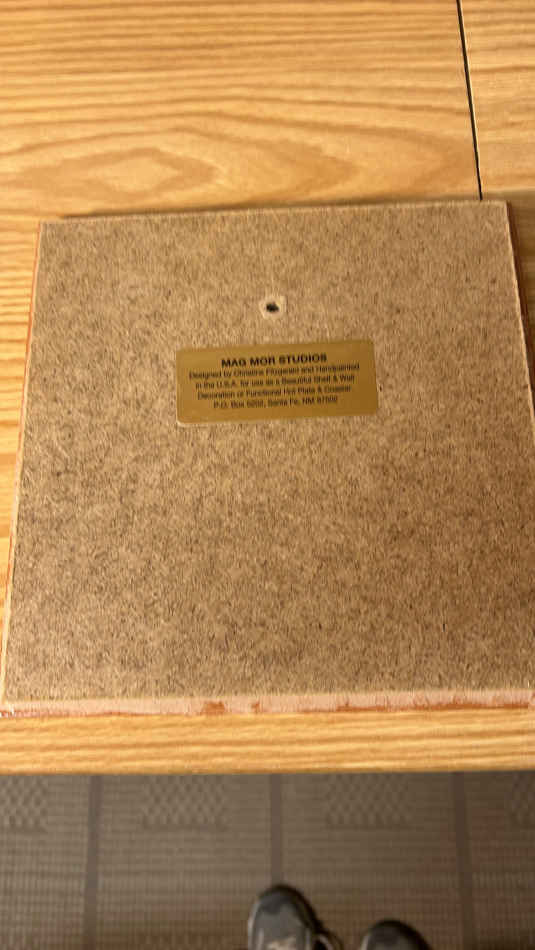 MAG MOR STUDIOS
Designed by Christine Fitzgerald and Handpainted
in the U.S.A. for use as a Beautiful Shelf & Wall
Decoration or Functional Hot Plate & Coaster.
P.O. Box 5202, Santa Fe, NM 87502